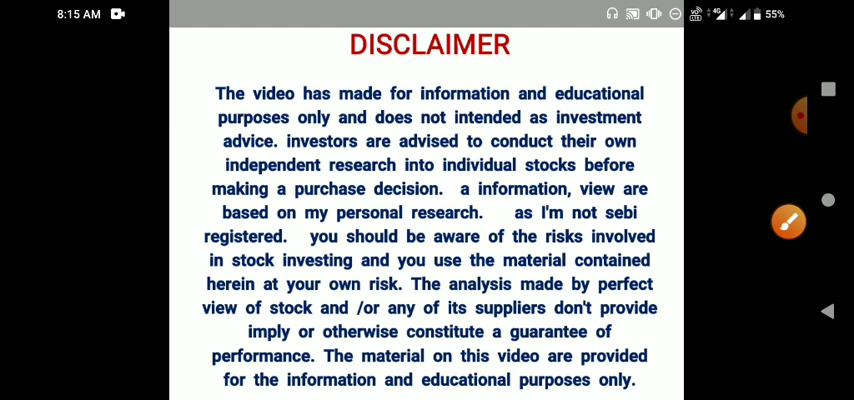 8:15 AM
4G 55%
DISCLAIMER
The video has made for information and educational
purposes only and does not intended as investment
advice. investors are advised to conduct their own
independent research into individual stocks before
making a purchase decision. a information, view are
based on my personal research. as I'm not sebi
registered. you should be aware of the risks involved
in stock investing and you use the material contained
herein at your own risk. The analysis made by perfect
view of stock and /or any of its suppliers don't provide
imply or otherwise constitute a guarantee of
performance. The material on this video are provided
for the information and educational purposes only.